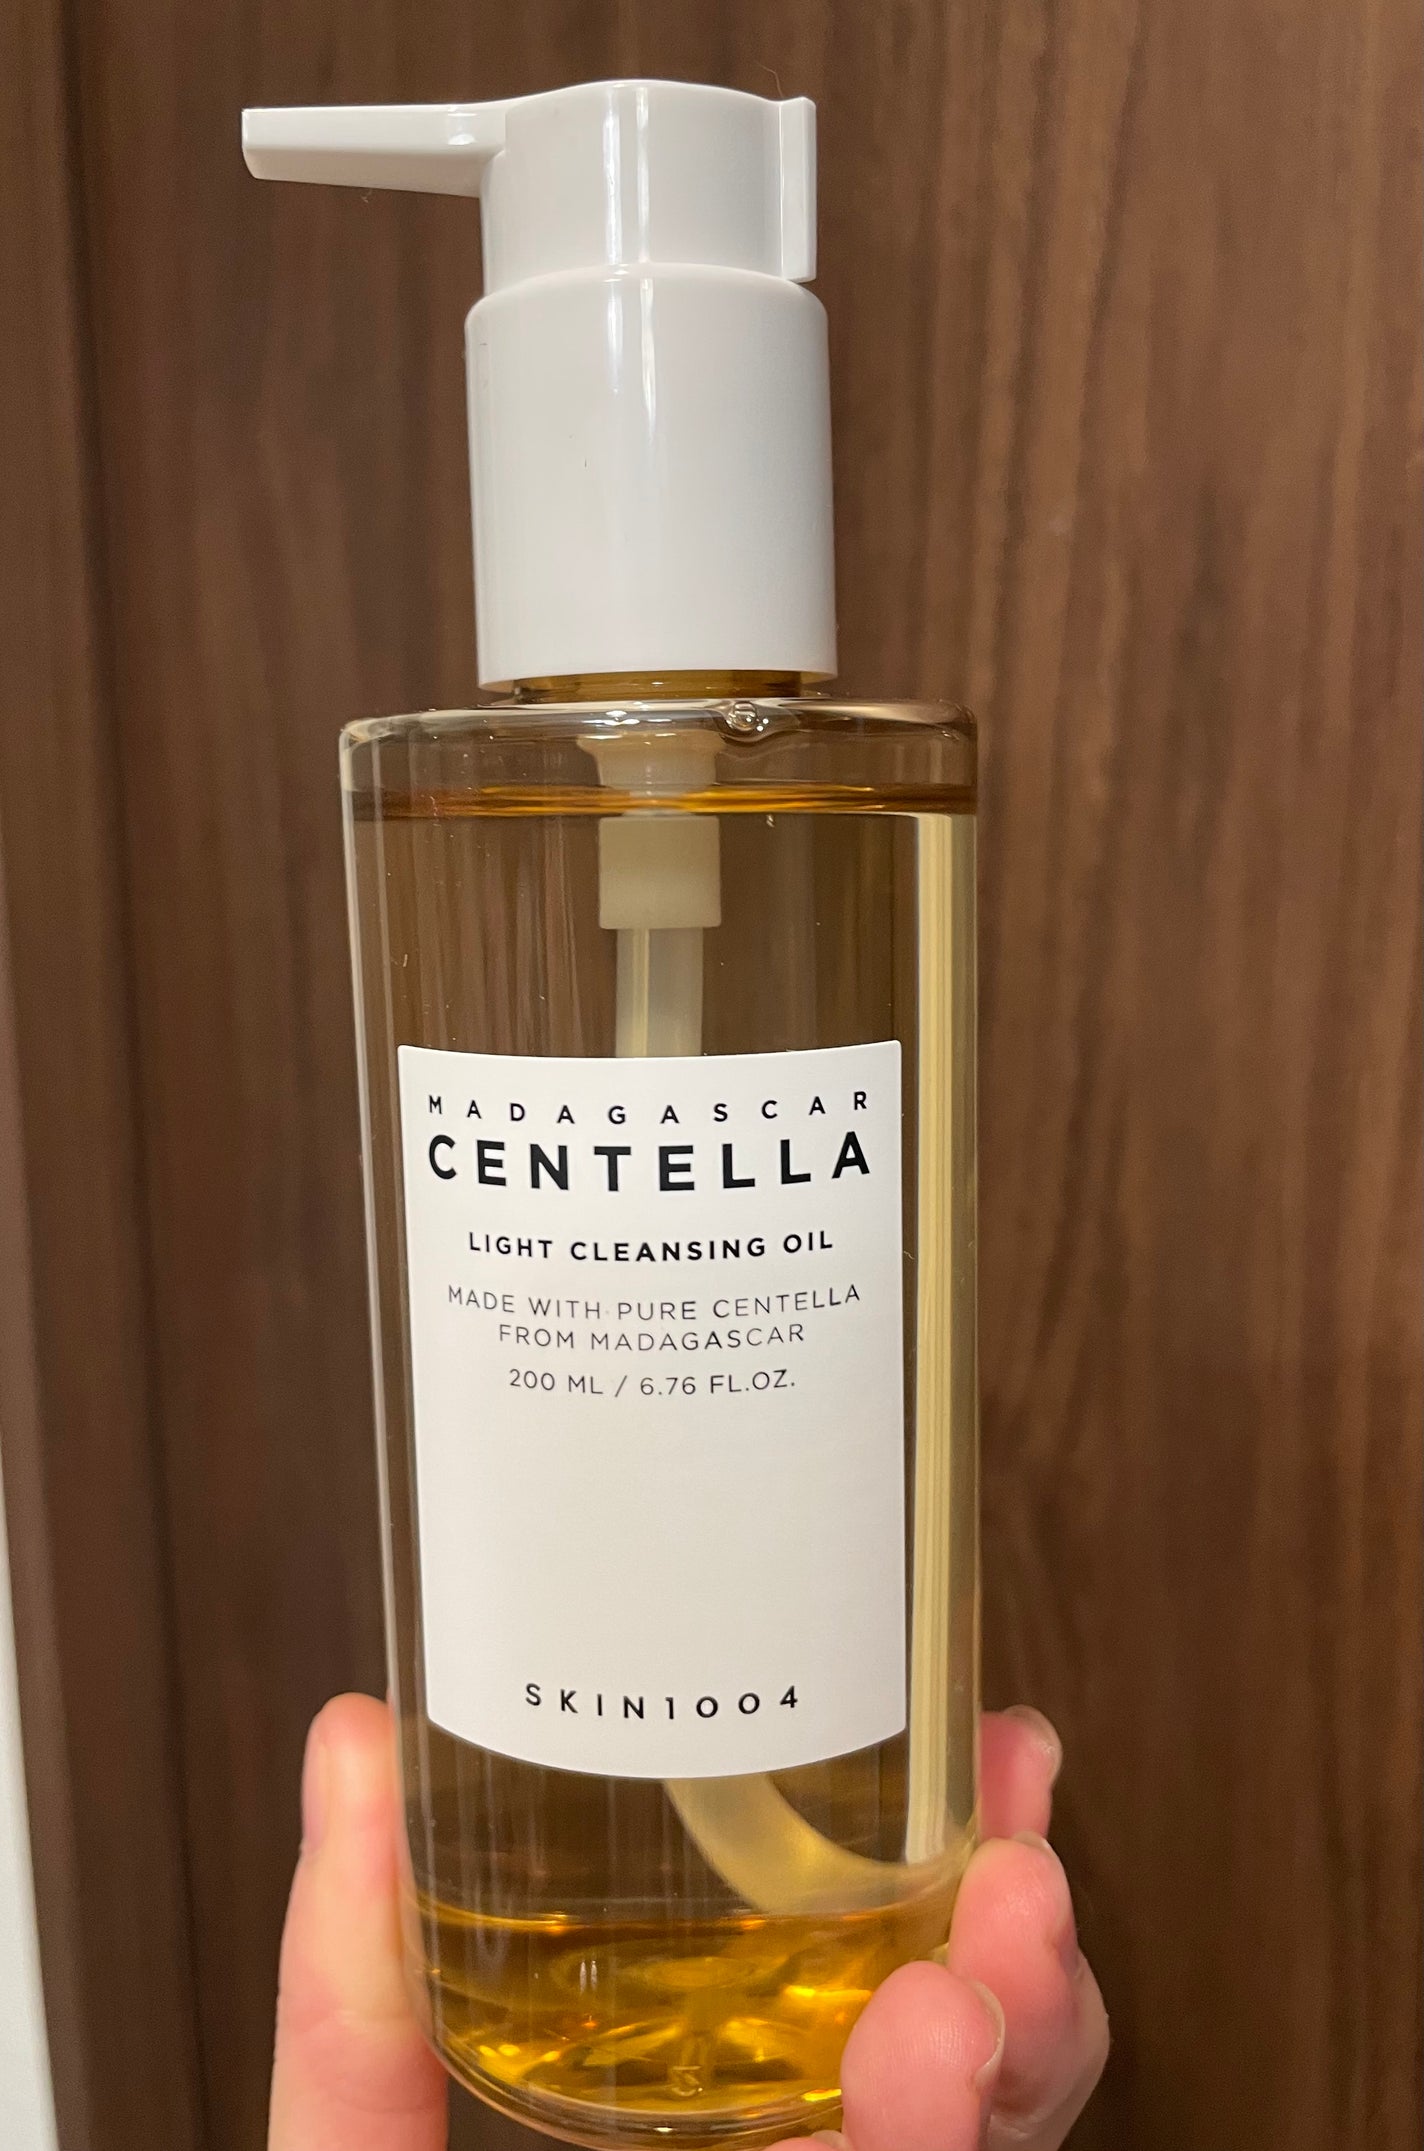 MADAGASCAR
CENTELLA
LIGHT CLEANSING OIL
MADE WITH PURE CENTELLA
FROM MADAGASCAR
200 ML / 6.76 FL.OZ.
SKIN1004